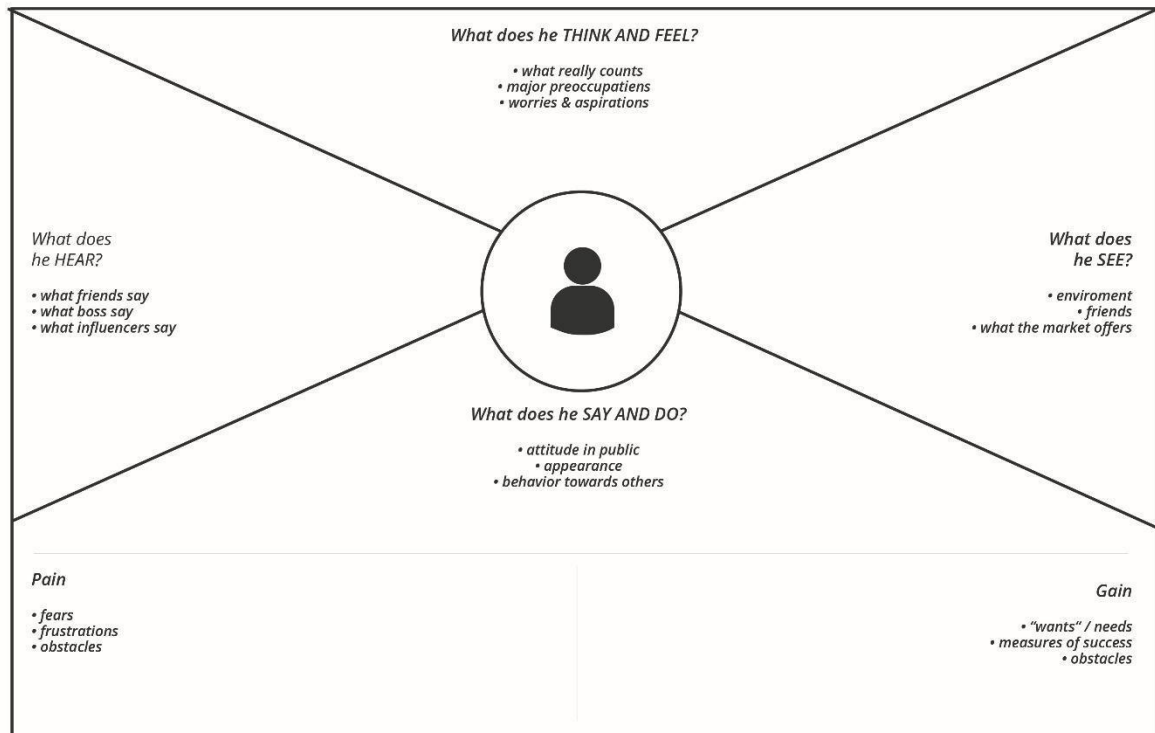 What does he THINK AND FEEL?
• what really counts
• major preoccupatiens
• worries & aspirations
What does
he HEAR?
• what friends say
• what boss say
• what influencers say
What does
he SEE?
• enviroment
• friends
• what the market offers
What does he SAY AND DO?
• attitude in public
• appearance
• behavior towards others
Pain
• fears
• frustrations
• obstacles
Gain
• “wants” / needs
• measures of success
• obstacles